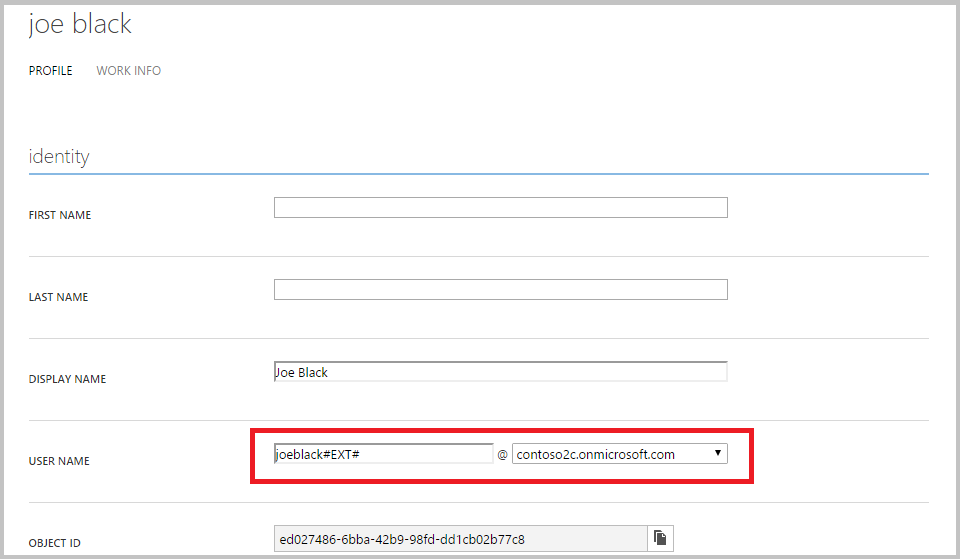 joe black
PROFILE WORK INFO
identity
FIRST NAME
LAST NAME
DISPLAY NAME Joe Black
USER NAME joeblack#EXT# @ contoso2c.onmicrosoft.com
OBJECT ID ed027486-6bba-42b9-98fd-dd1cb02b77c8